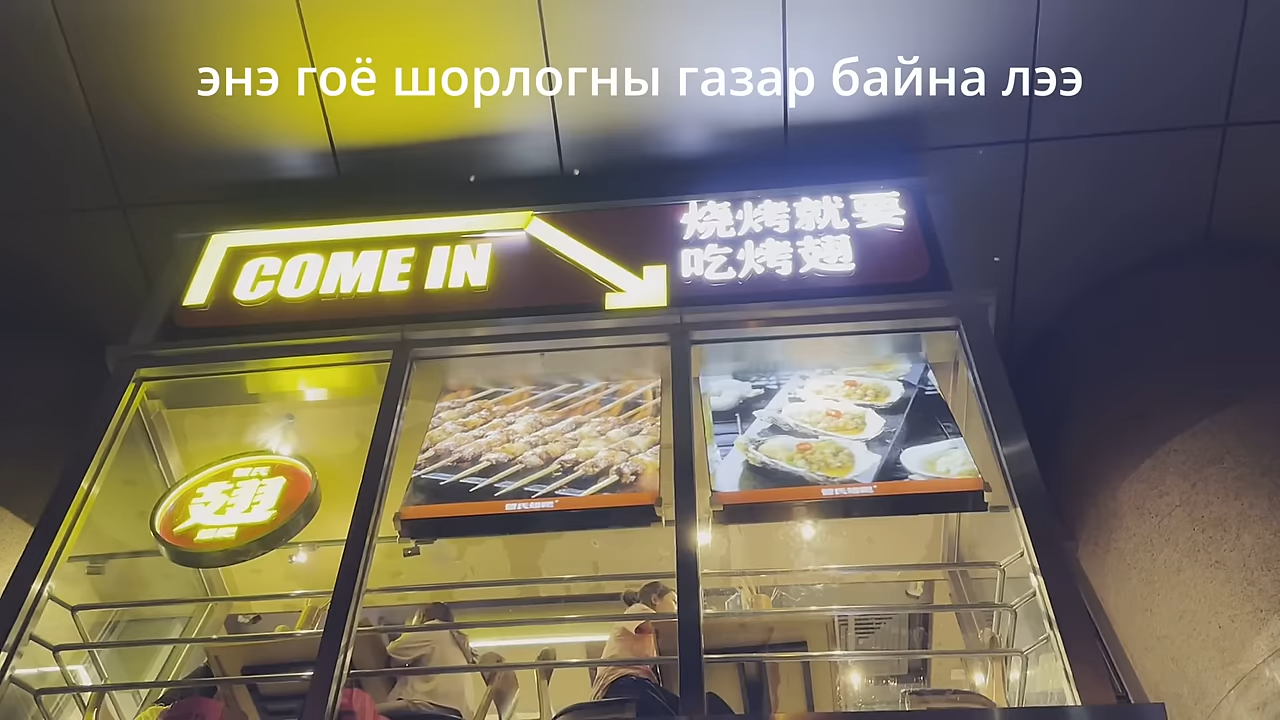 энэ гоё шорлогны газар байна лээ
COME IN
烧烤就要
吃烤翅
翅